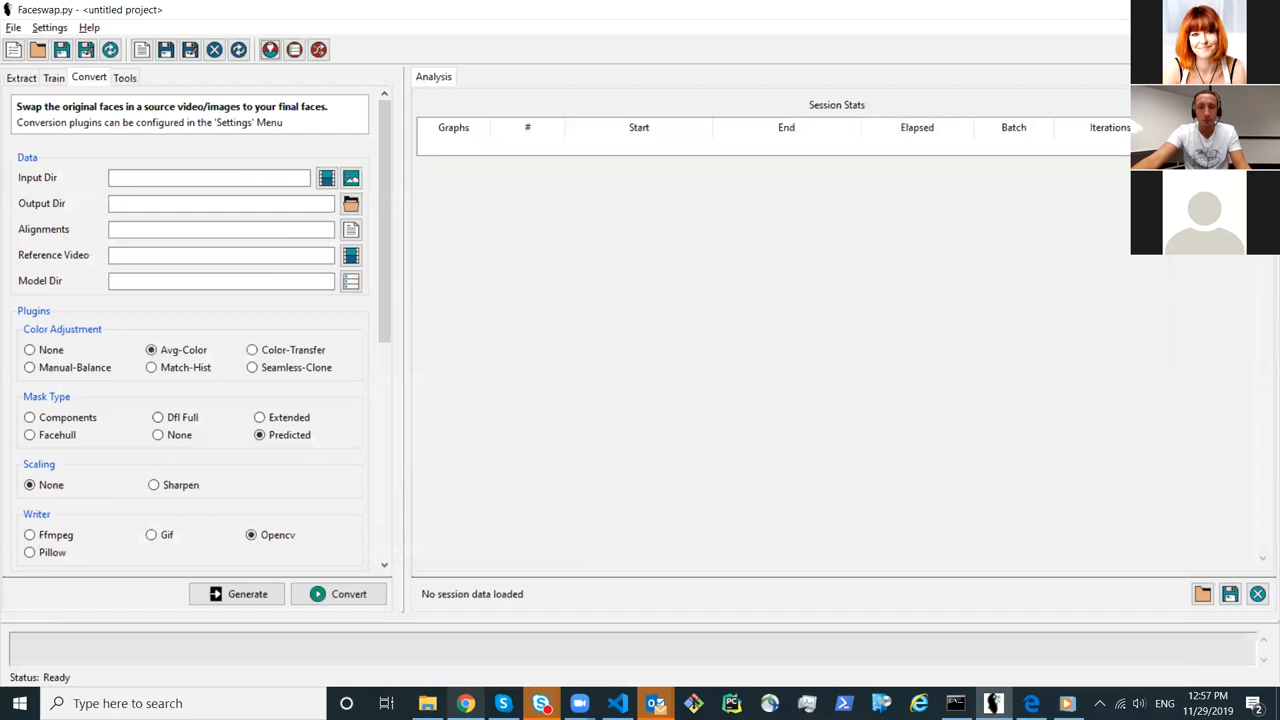 Faceswap.py - <untitled project>
File Settings Help
Extract Train Convert Tools
Swap the original faces in a source video/images to your final faces.
Conversion plugins can be configured in the 'Settings' Menu
Data
Input Dir
Output Dir
Alignments
Reference Video
Model Dir
Plugins
Color Adjustment
None Avg-Color Color-Transfer
Manual-Balance Match-Hist Seamless-Clone
Mask Type
Components Dfl Full Extended
Facehull None Predicted
Scaling
None Sharpen
Writer
Ffmpeg Gif Opencv
Pillow
Generate Convert
Analysis
Session Stats
Graphs # Start End Elapsed Batch Iterations
No session data loaded
Status: Ready
Type here to search
ENG
12:57 PM
11/29/2019
2